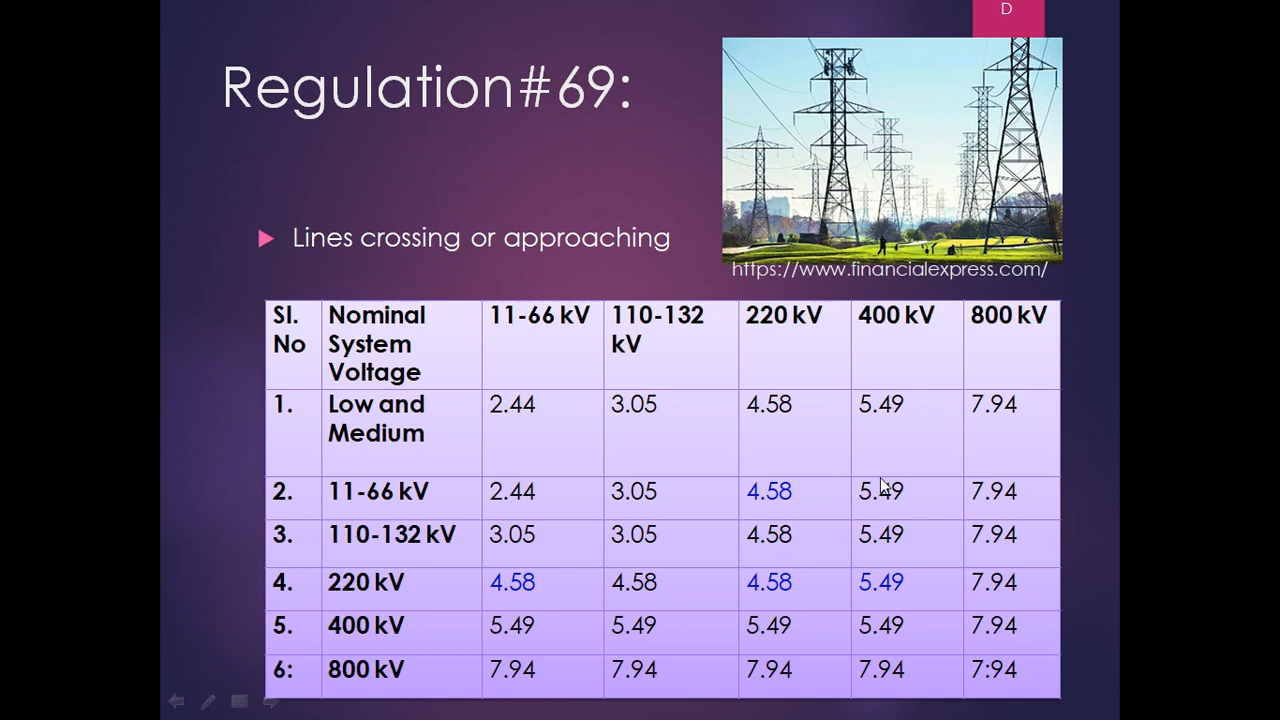 D
Regulation#69:
Lines crossing or approaching
https://www.financialexpress.com/
Sl. No Nominal System Voltage 11-66 kV 110-132 kV 220 kV 400 kV 800 kV
1. Low and Medium 2.44 3.05 4.58 5.49 7.94
2. 11-66 kV 2.44 3.05 4.58 5.49 7.94
3. 110-132 kV 3.05 3.05 4.58 5.49 7.94
4. 220 kV 4.58 4.58 4.58 5.49 7.94
5. 400 kV 5.49 5.49 5.49 5.49 7.94
6: 800 kV 7.94 7.94 7.94 7.94 7:94